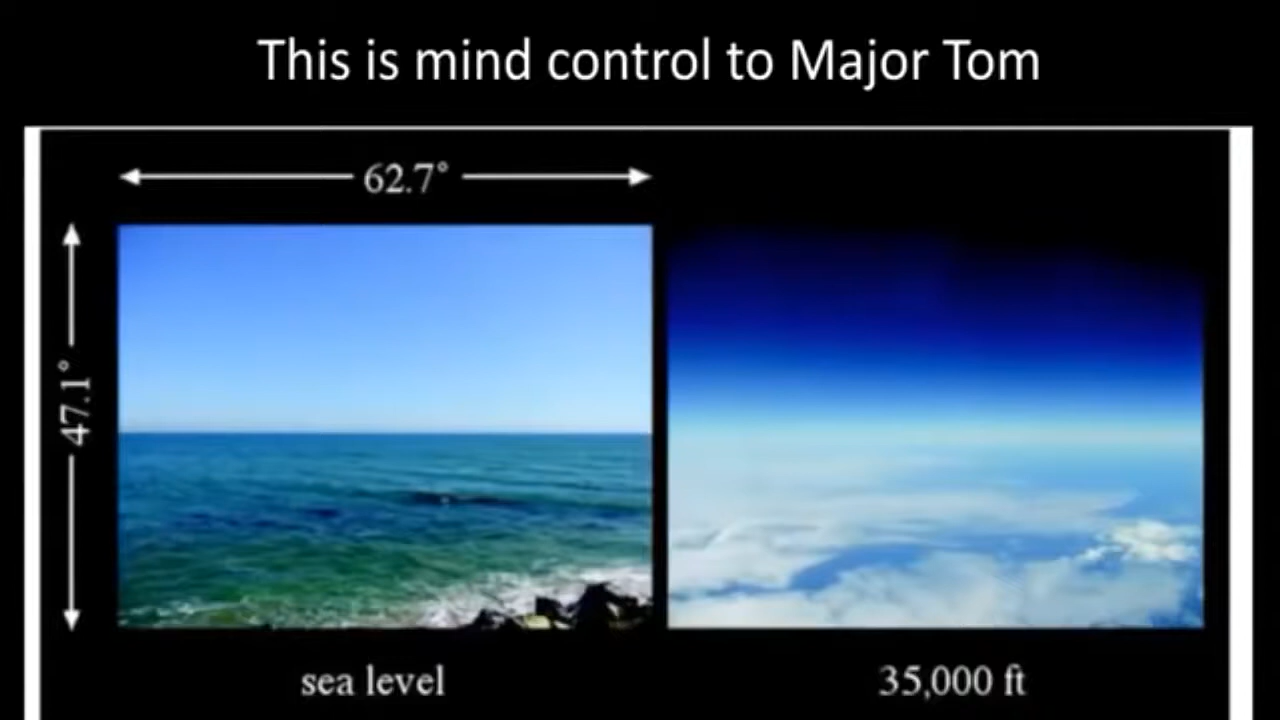 This is mind control to Major Tom
62.7°
47.1°
sea level
35,000 ft